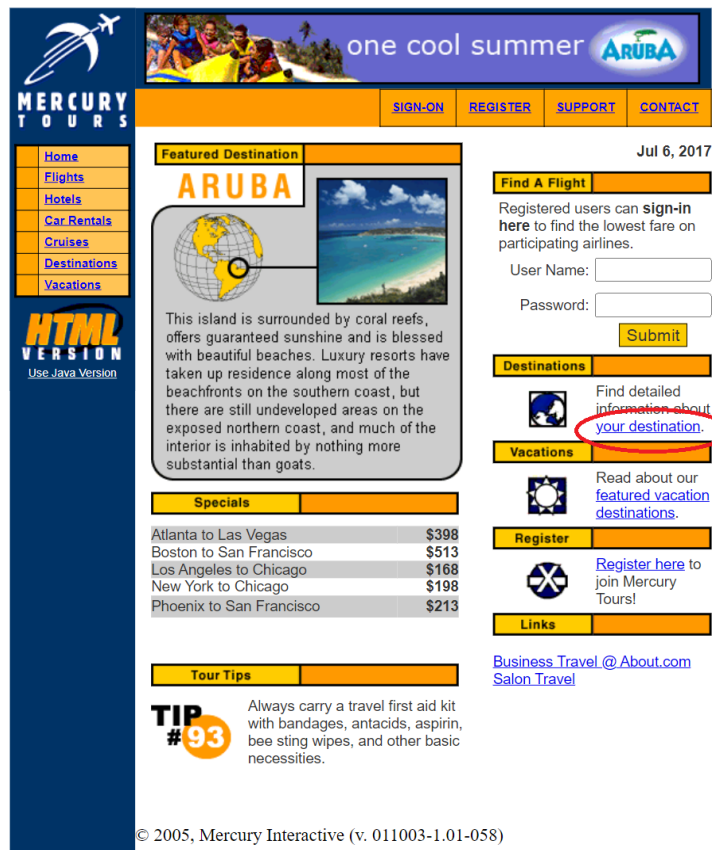 one cool summer ARUBA
MERCURY
TOURS
SIGN-ON REGISTER SUPPORT CONTACT
Home
Flights
Hotels
Car Rentals
Cruises
Destinations
Vacations
HTML
VERSION
Use Java Version
Featured Destination
ARUBA
This island is surrounded by coral reefs,
offers guaranteed sunshine and is blessed
with beautiful beaches. Luxury resorts have
taken up residence along most of the
beachfronts on the southern coast, but
there are still undeveloped areas on the
exposed northern coast, and much of the
interior is inhabited by nothing more
substantial than goats.
Specials
Atlanta to Las Vegas $398
Boston to San Francisco $513
Los Angeles to Chicago $168
New York to Chicago $198
Phoenix to San Francisco $213
Tour Tips
TIP
#93
Always carry a travel first aid kit
with bandages, antacids, aspirin,
bee sting wipes, and other basic
necessities.
Jul 6, 2017
Find A Flight
Registered users can sign-in
here to find the lowest fare on
participating airlines.
User Name:
Password:
Submit
Destinations
Find detailed
information about
your destination.
Vacations
Read about our
featured vacation
destinations.
Register
Register here to
join Mercury
Tours!
Links
Business Travel @ About.com
Salon Travel
© 2005, Mercury Interactive (v. 011003-1.01-058)